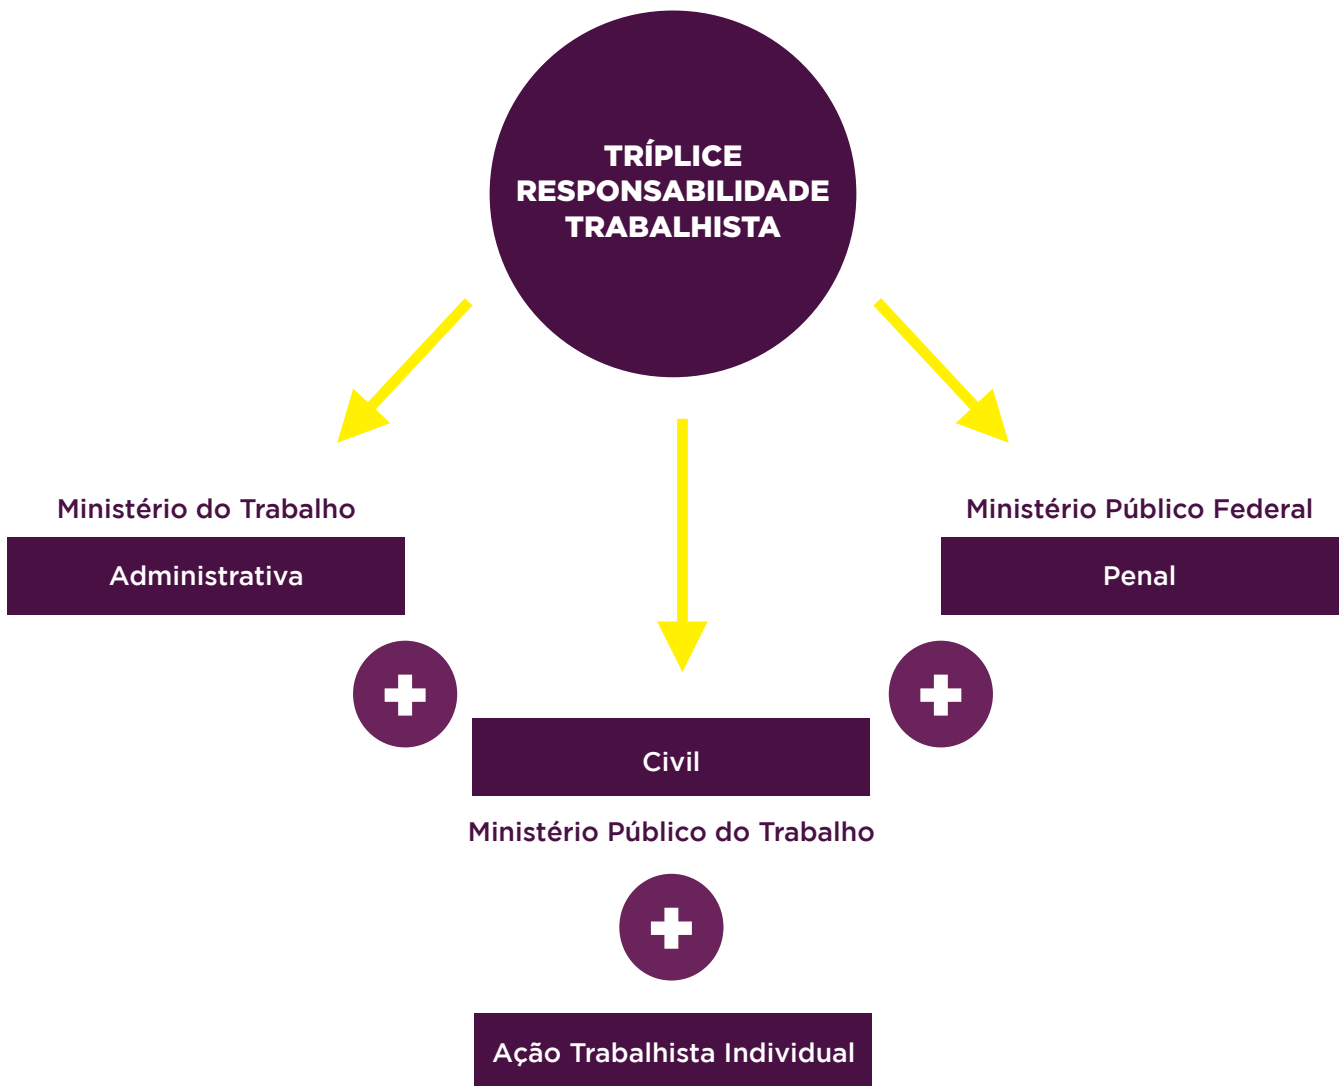 TRÍPLICE
RESPONSABILIDADE
TRABALHISTA
Ministério do Trabalho
Administrativa
Ministério Público Federal
Penal
Civil
Ministério Público do Trabalho
Ação Trabalhista Individual